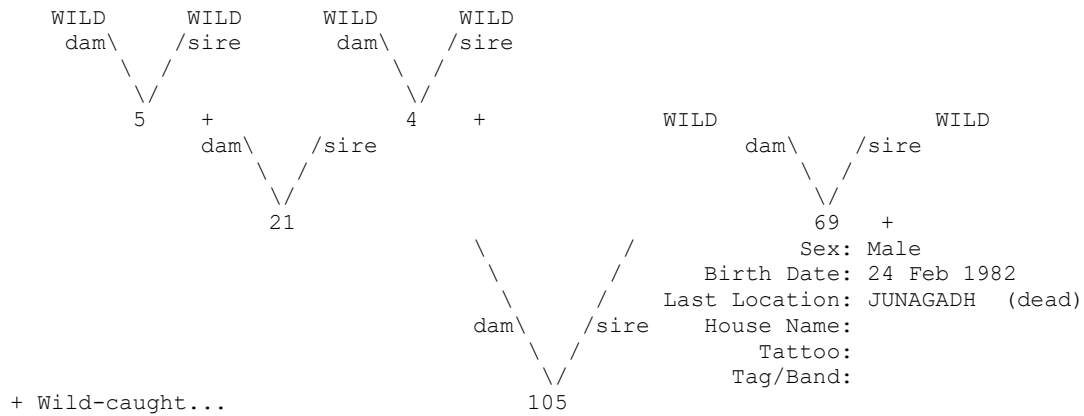 WILD WILD WILD WILD
dam\ /sire dam\ /sire
\ / \ /
\/ \/
5 + 4 + WILD WILD
dam\ /sire dam\ /sire
\ / \ /
\/ \/
21 69 +
\ / Sex: Male
\ / Birth Date: 24 Feb 1982
\ / Last Location: JUNAGADH (dead)
dam\ /sire House Name:
\ / Tattoo:
\/ Tag/Band:
+ Wild-caught... 105